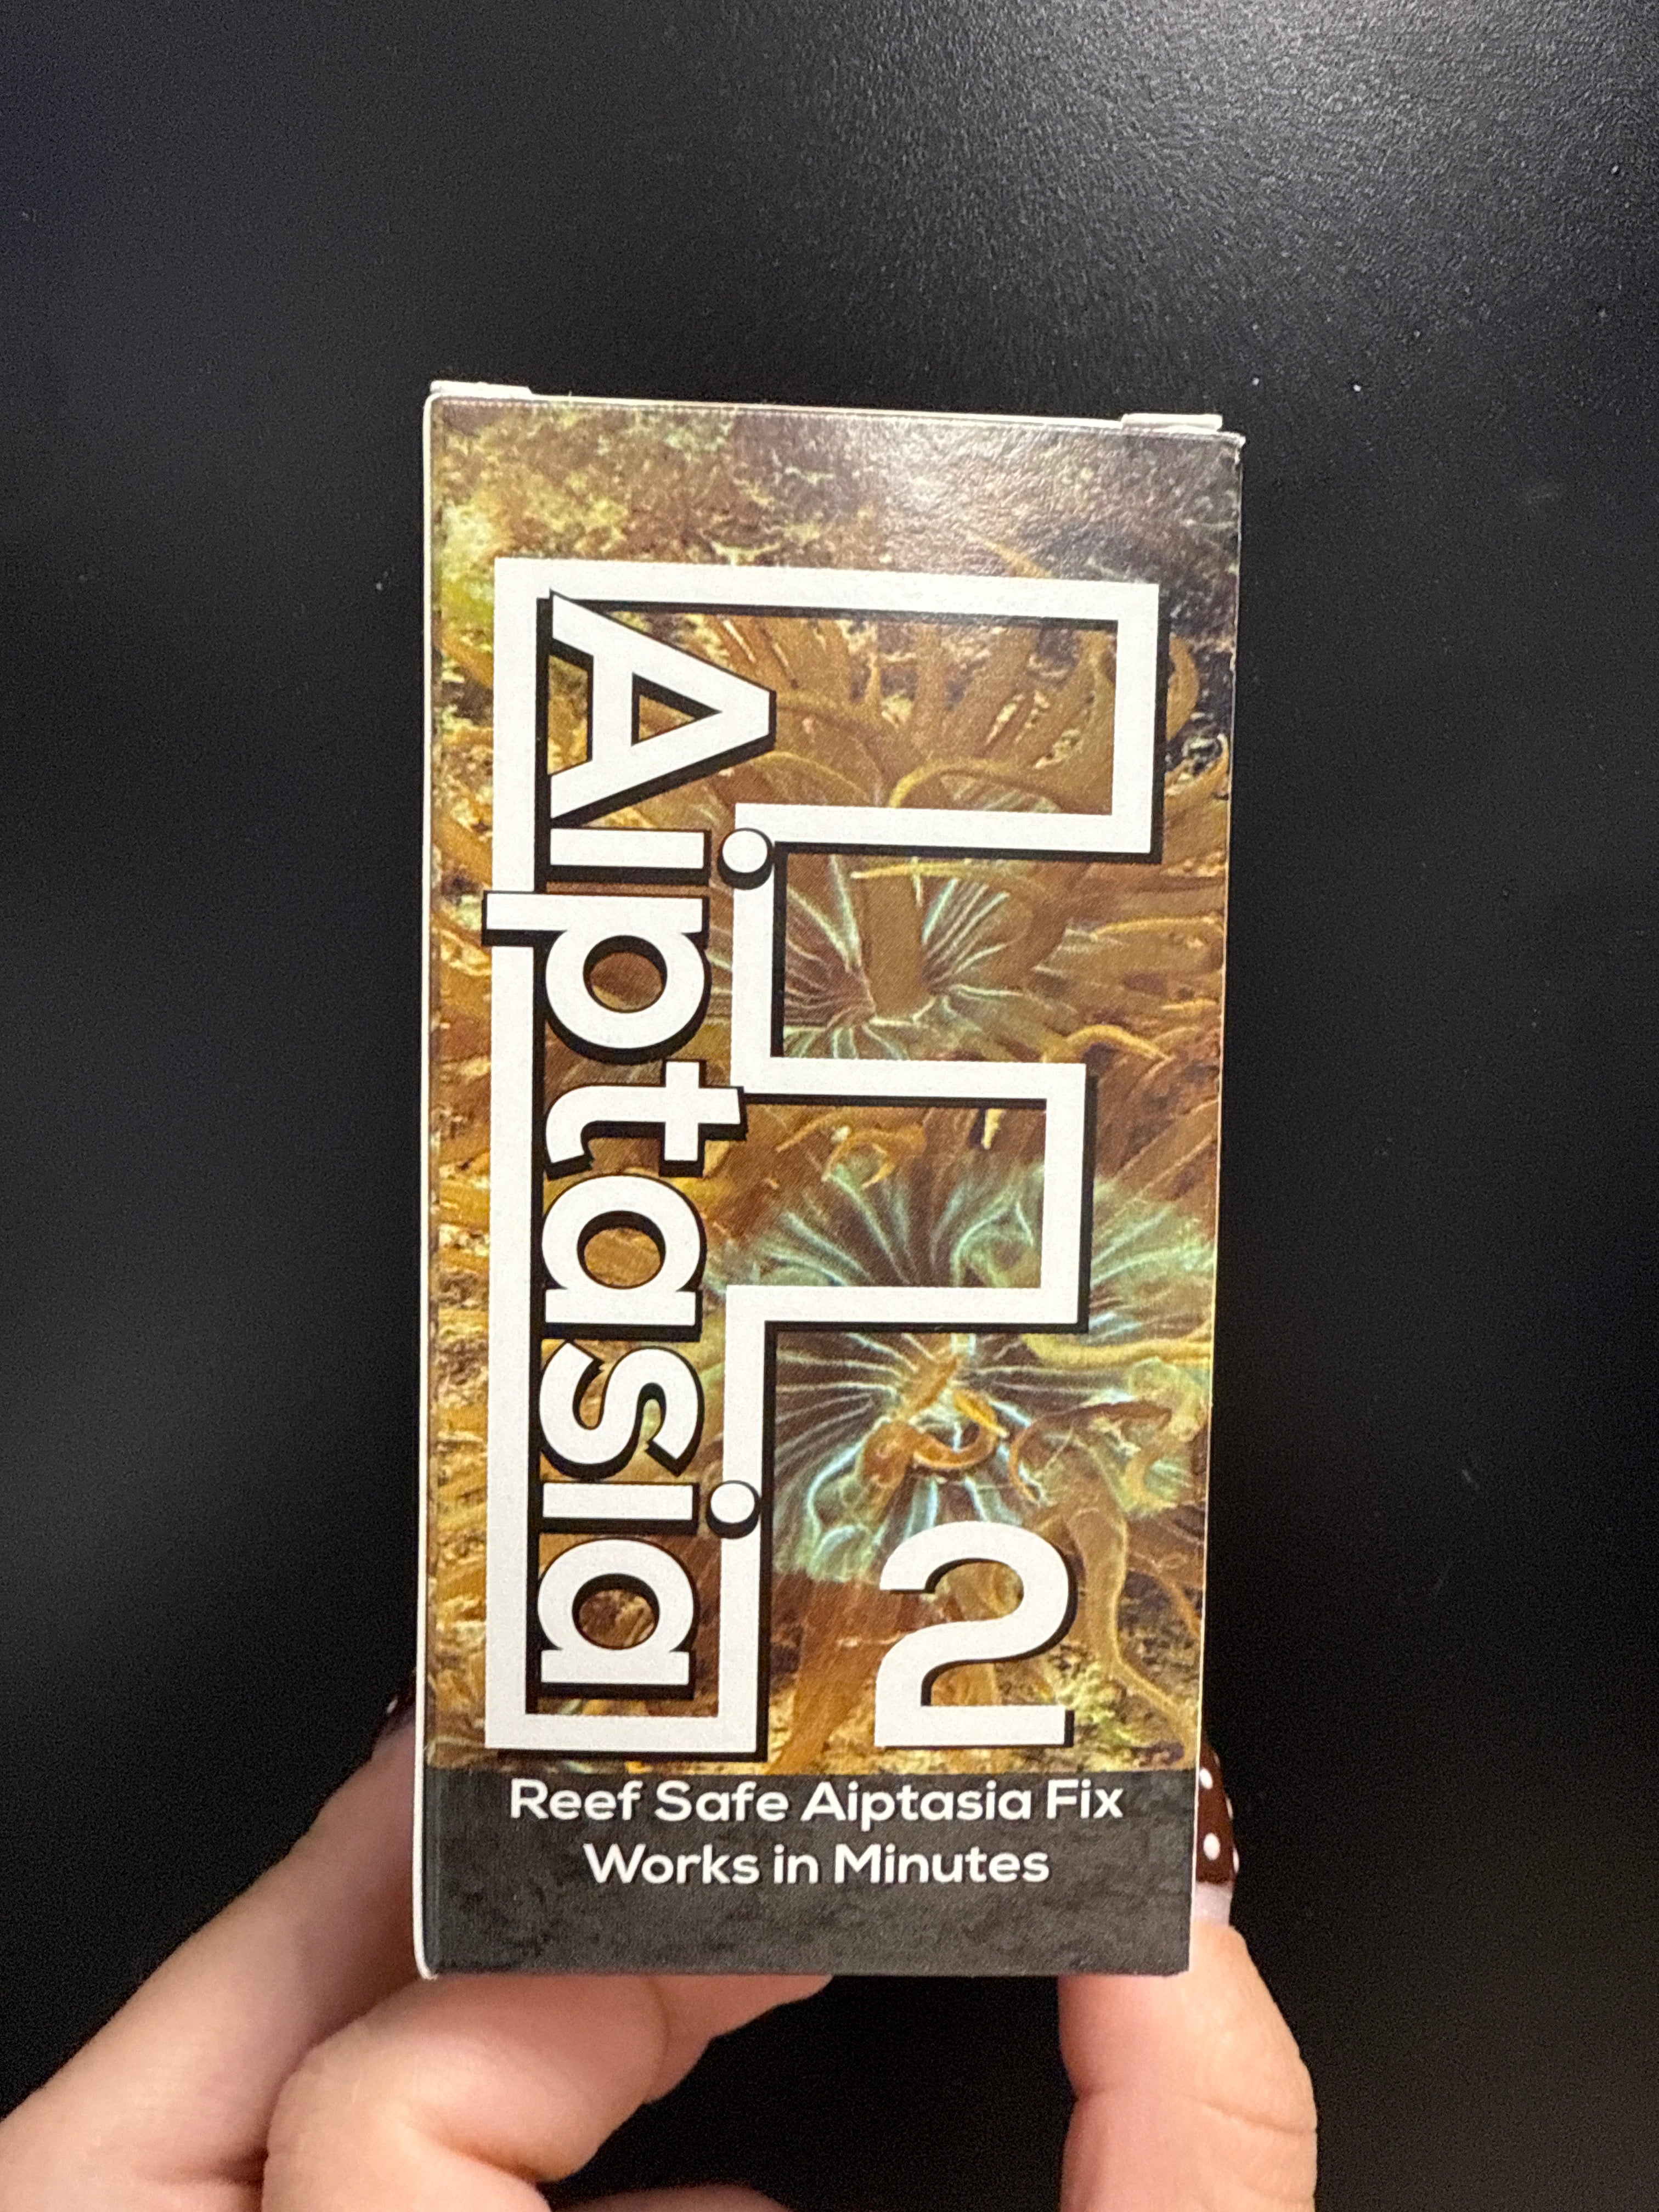 Aiptasia
2
Reef Safe Aiptasia Fix
Works in Minutes